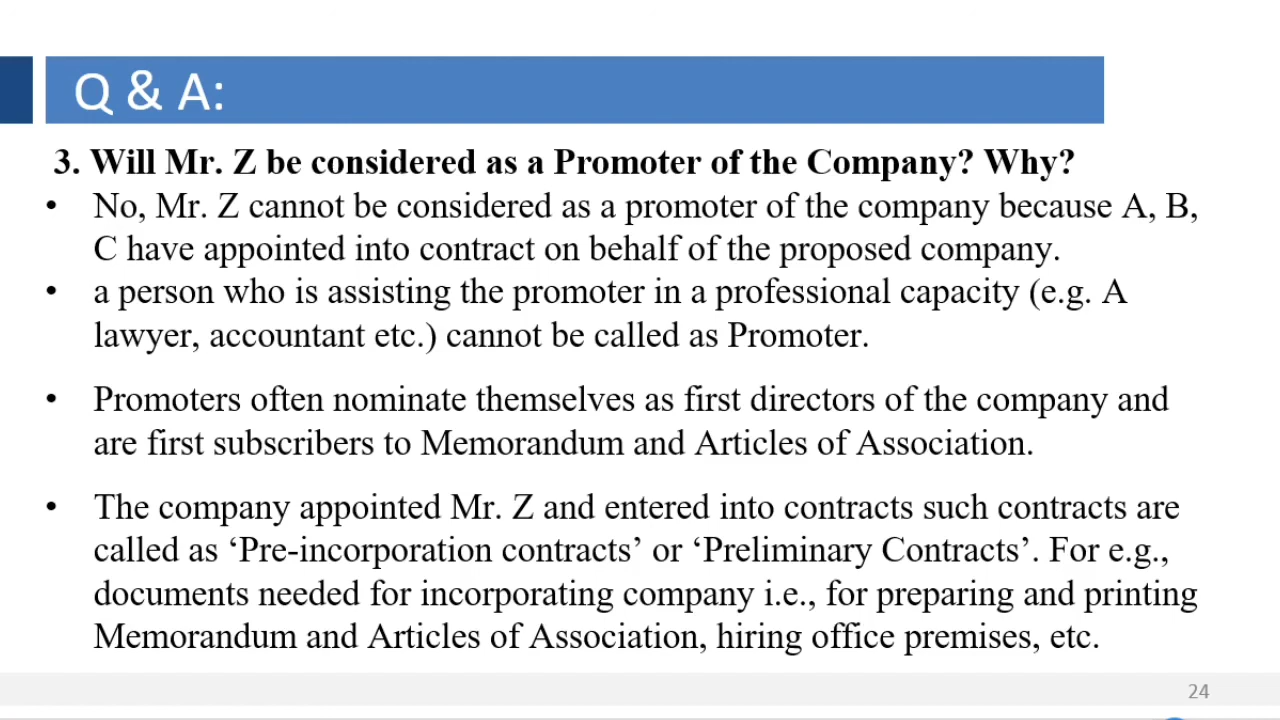 Q & A:
3. Will Mr. Z be considered as a Promoter of the Company? Why?
• No, Mr. Z cannot be considered as a promoter of the company because A, B,
C have appointed into contract on behalf of the proposed company.
• a person who is assisting the promoter in a professional capacity (e.g. A
lawyer, accountant etc.) cannot be called as Promoter.
• Promoters often nominate themselves as first directors of the company and
are first subscribers to Memorandum and Articles of Association.
• The company appointed Mr. Z and entered into contracts such contracts are
called as ‘Pre-incorporation contracts’ or ‘Preliminary Contracts’. For e.g.,
documents needed for incorporating company i.e., for preparing and printing
Memorandum and Articles of Association, hiring office premises, etc.
24